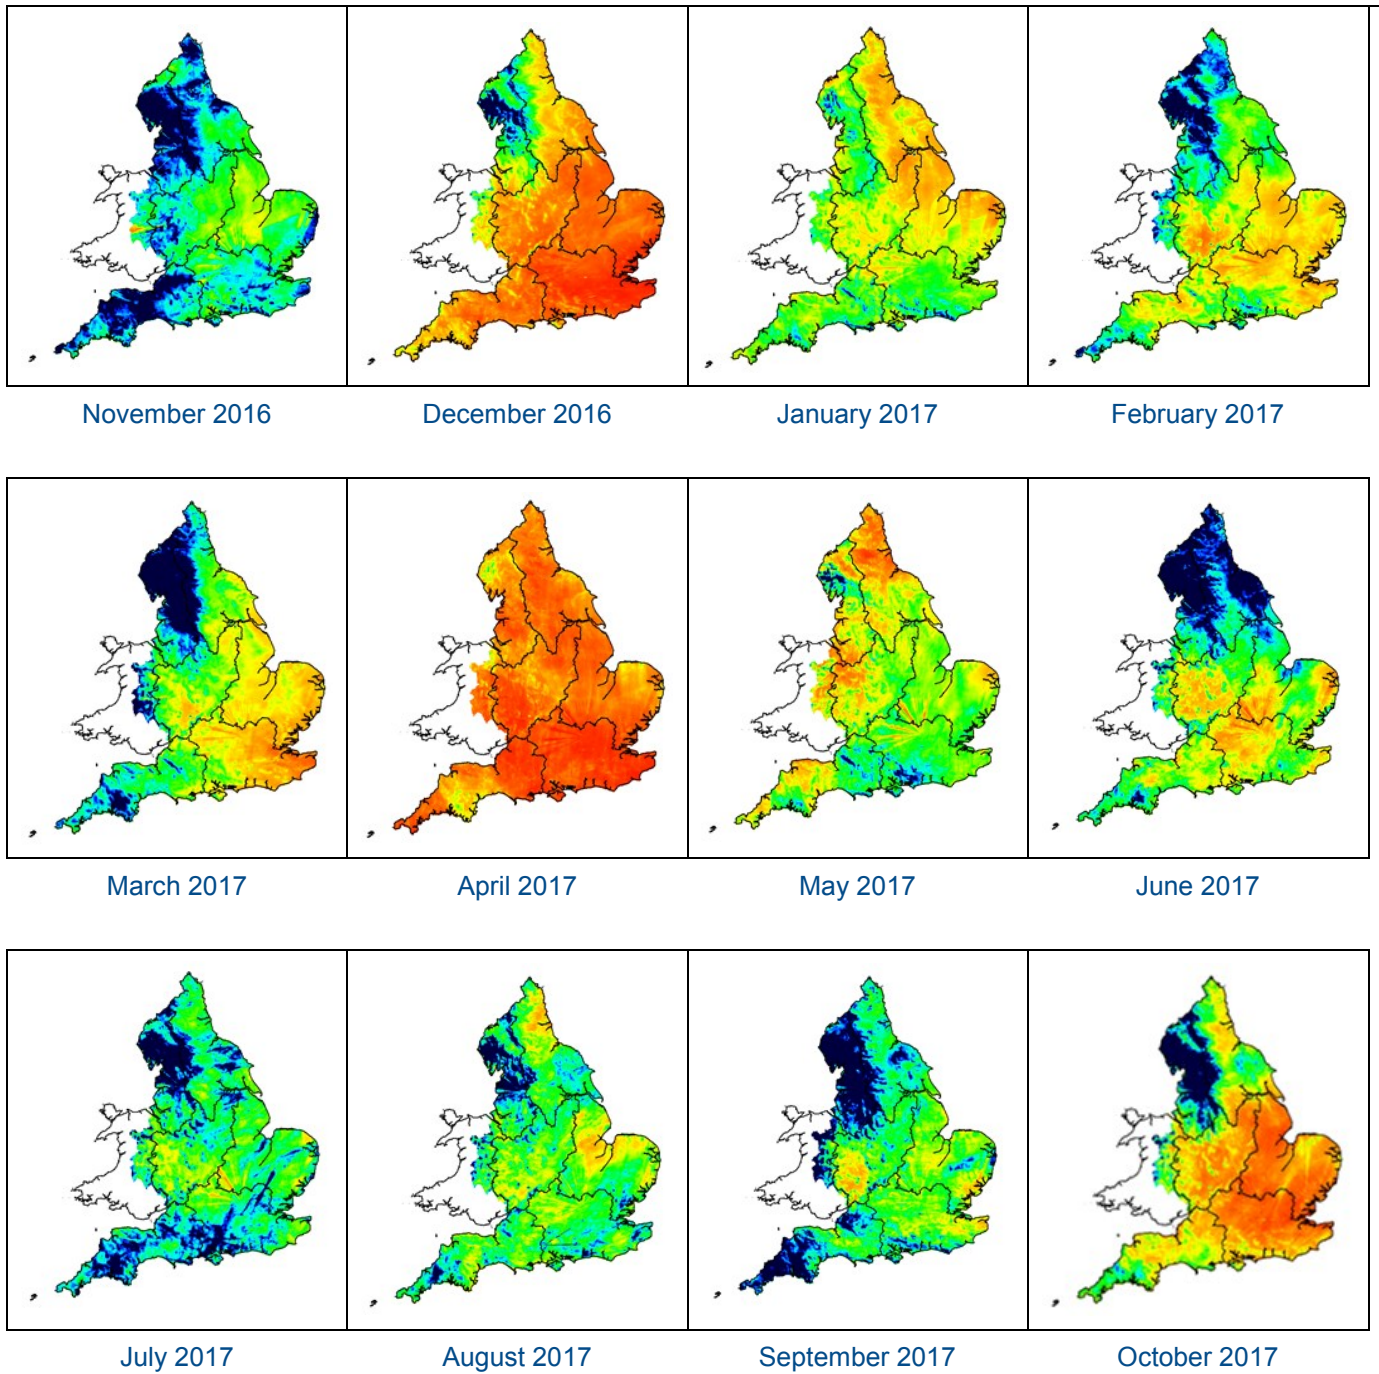 November 2016
December 2016
January 2017
February 2017
March 2017
April 2017
May 2017
June 2017
July 2017
August 2017
September 2017
October 2017